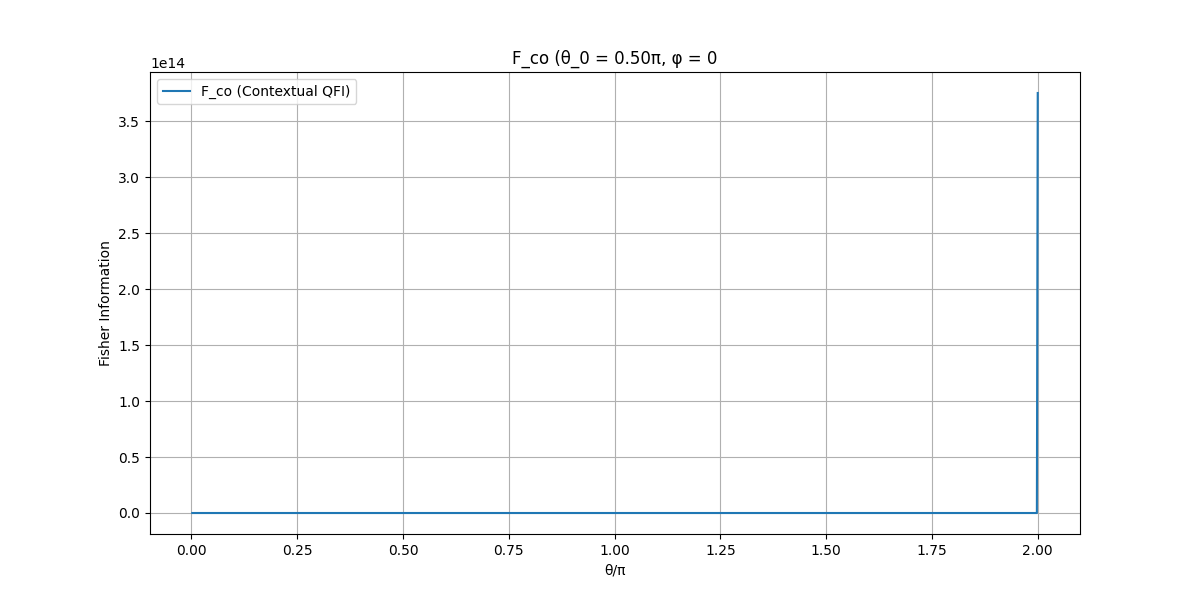 F_co (θ_0 = 0.50π, φ = 0
1e14
F_co (Contextual QFI)
3.5
3.0
2.5
2.0
1.5
1.0
0.5
0.0
Fisher Information
0.00 0.25 0.50 0.75 1.00 1.25 1.50 1.75 2.00
θ/π